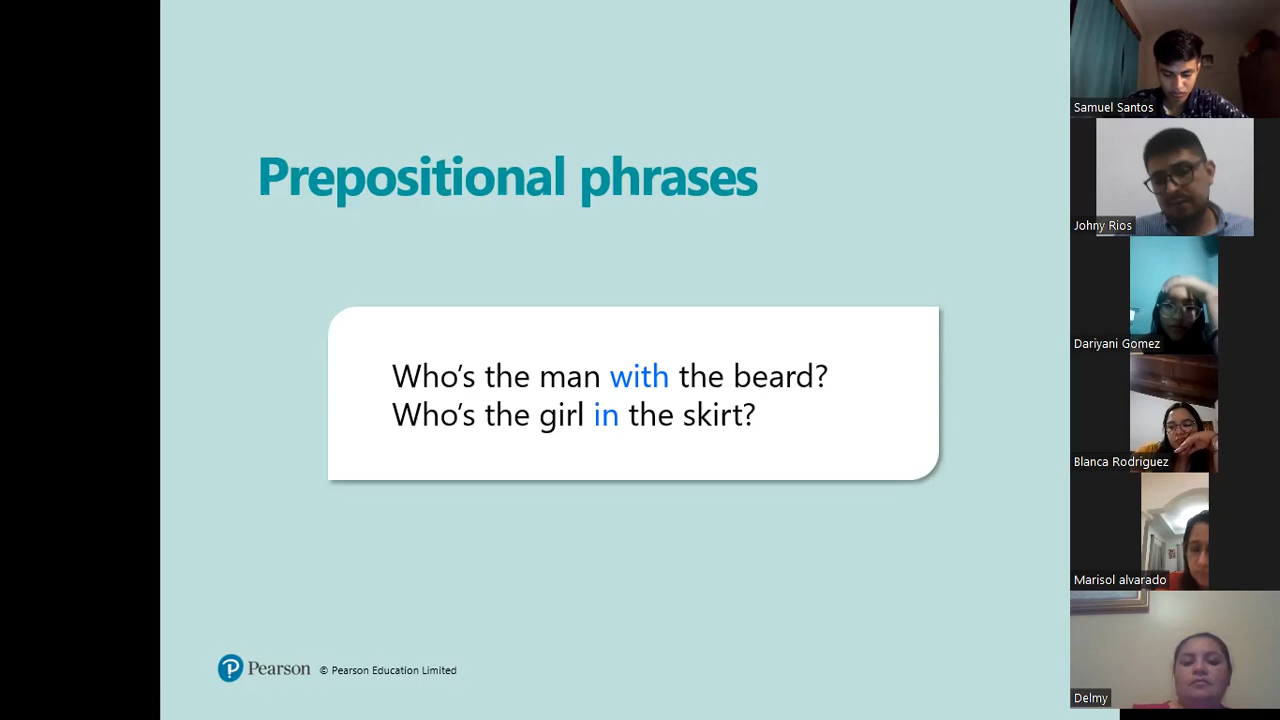 Prepositional phrases
Who's the man with the beard?
Who's the girl in the skirt?
Pearson © Pearson Education Limited
Samuel Santos
Johny Rios
Dariyani Gomez
Blanca Rodriguez
Marisol alvarado
Delmy